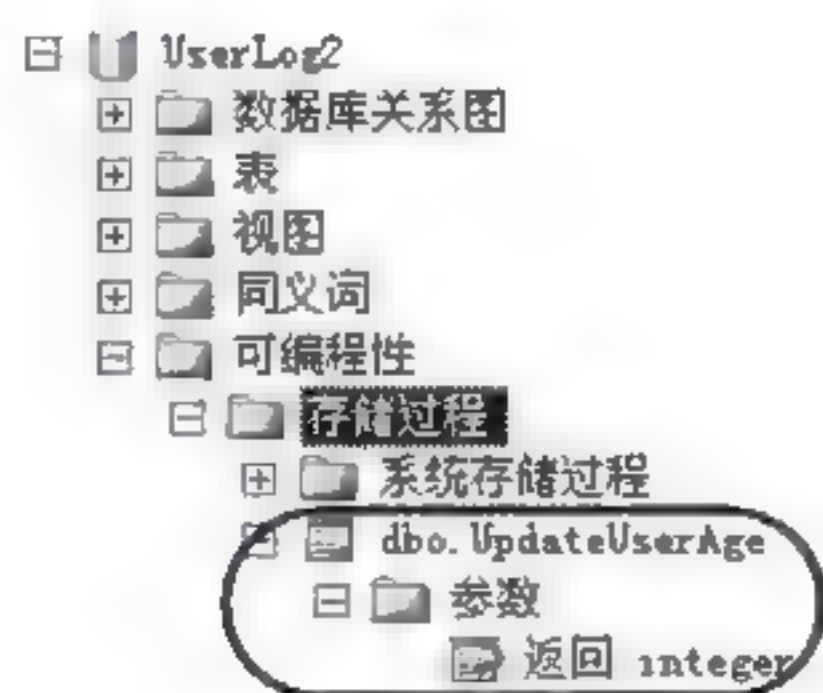 UserLog2
数据库关系图
表
视图
同义词
可编程性
存储过程
系统存储过程
dbo.UpdateUserAge
参数
返回 integer